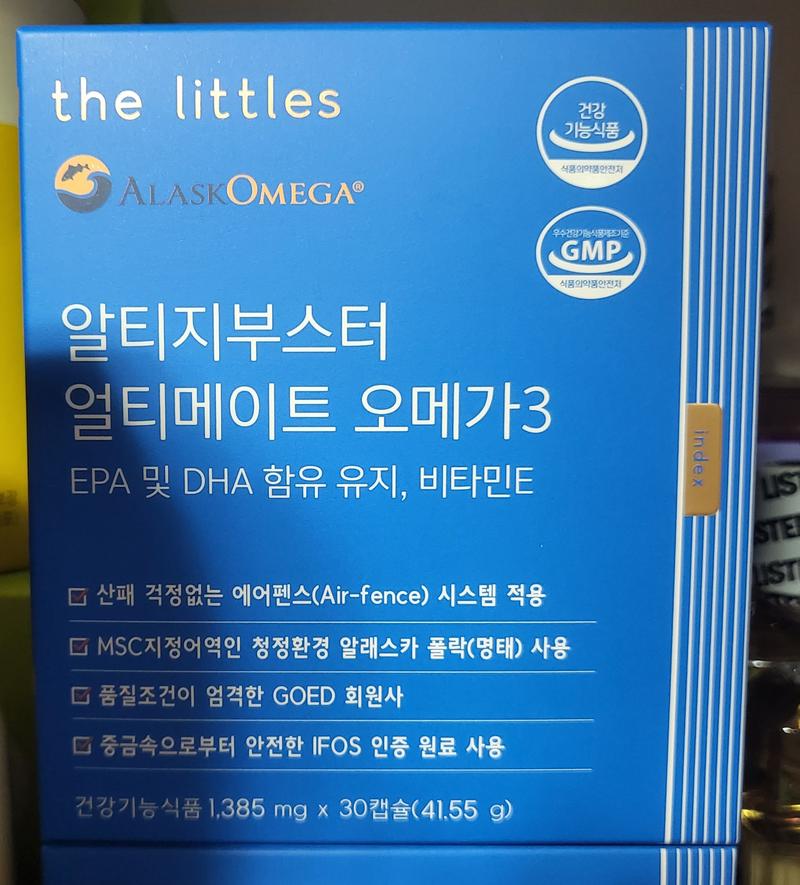 the littles
ALASKOMEGA®
건강
기능식품
식품의약품안전처
우수건강기능식품제조기준
GMP
식품의약품안전처
알티지부스터
얼티메이트 오메가3
EPA 및 DHA 함유 유지, 비타민E
index
산패 걱정없는 에어펜스(Air-fence) 시스템 적용
MSC지정어역인 청정환경 알래스카 폴락(명태) 사용
품질조건이 엄격한 GOED 회원사
중금속으로부터 안전한 IFOS 인증 원료 사용
건강기능식품 1,385 mg x 30캡슐(41.55 g)